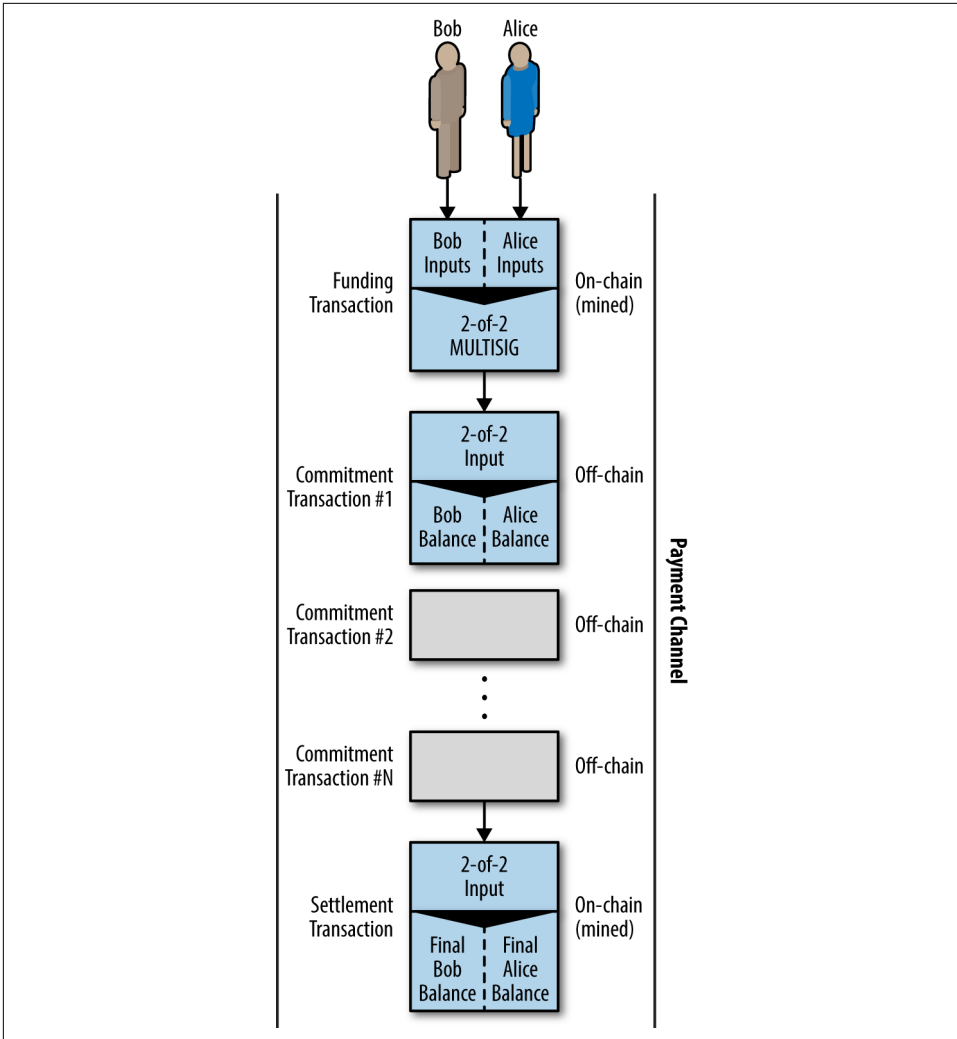 Bob
Alice
Funding
Transaction
Bob
Inputs
Alice
Inputs
2-of-2
MULTISIG
On-chain
(mined)
Commitment
Transaction #1
2-of-2
Input
Bob
Balance
Alice
Balance
Off-chain
Commitment
Transaction #2
Off-chain
Commitment
Transaction #N
Off-chain
Settlement
Transaction
2-of-2
Input
Final
Bob
Balance
Final
Alice
Balance
On-chain
(mined)
Payment Channel